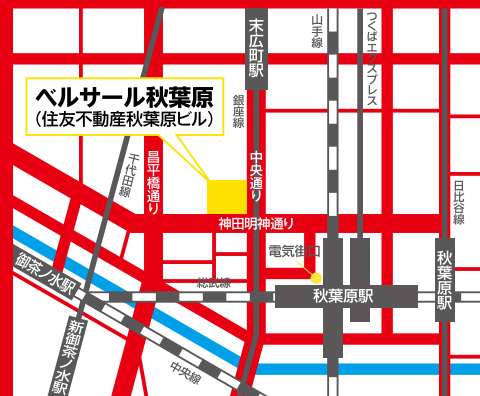 末広町駅
山手線
つくばエクスプレス
ベルサール秋葉原
（住友不動産秋葉原ビル）
銀座線
千代田線
昌平橋通り
中央通り
日比谷線
神田明神通り
電気街口
御茶ノ水駅
総武線
秋葉原駅
秋葉原駅
新御茶ノ水駅
中央線